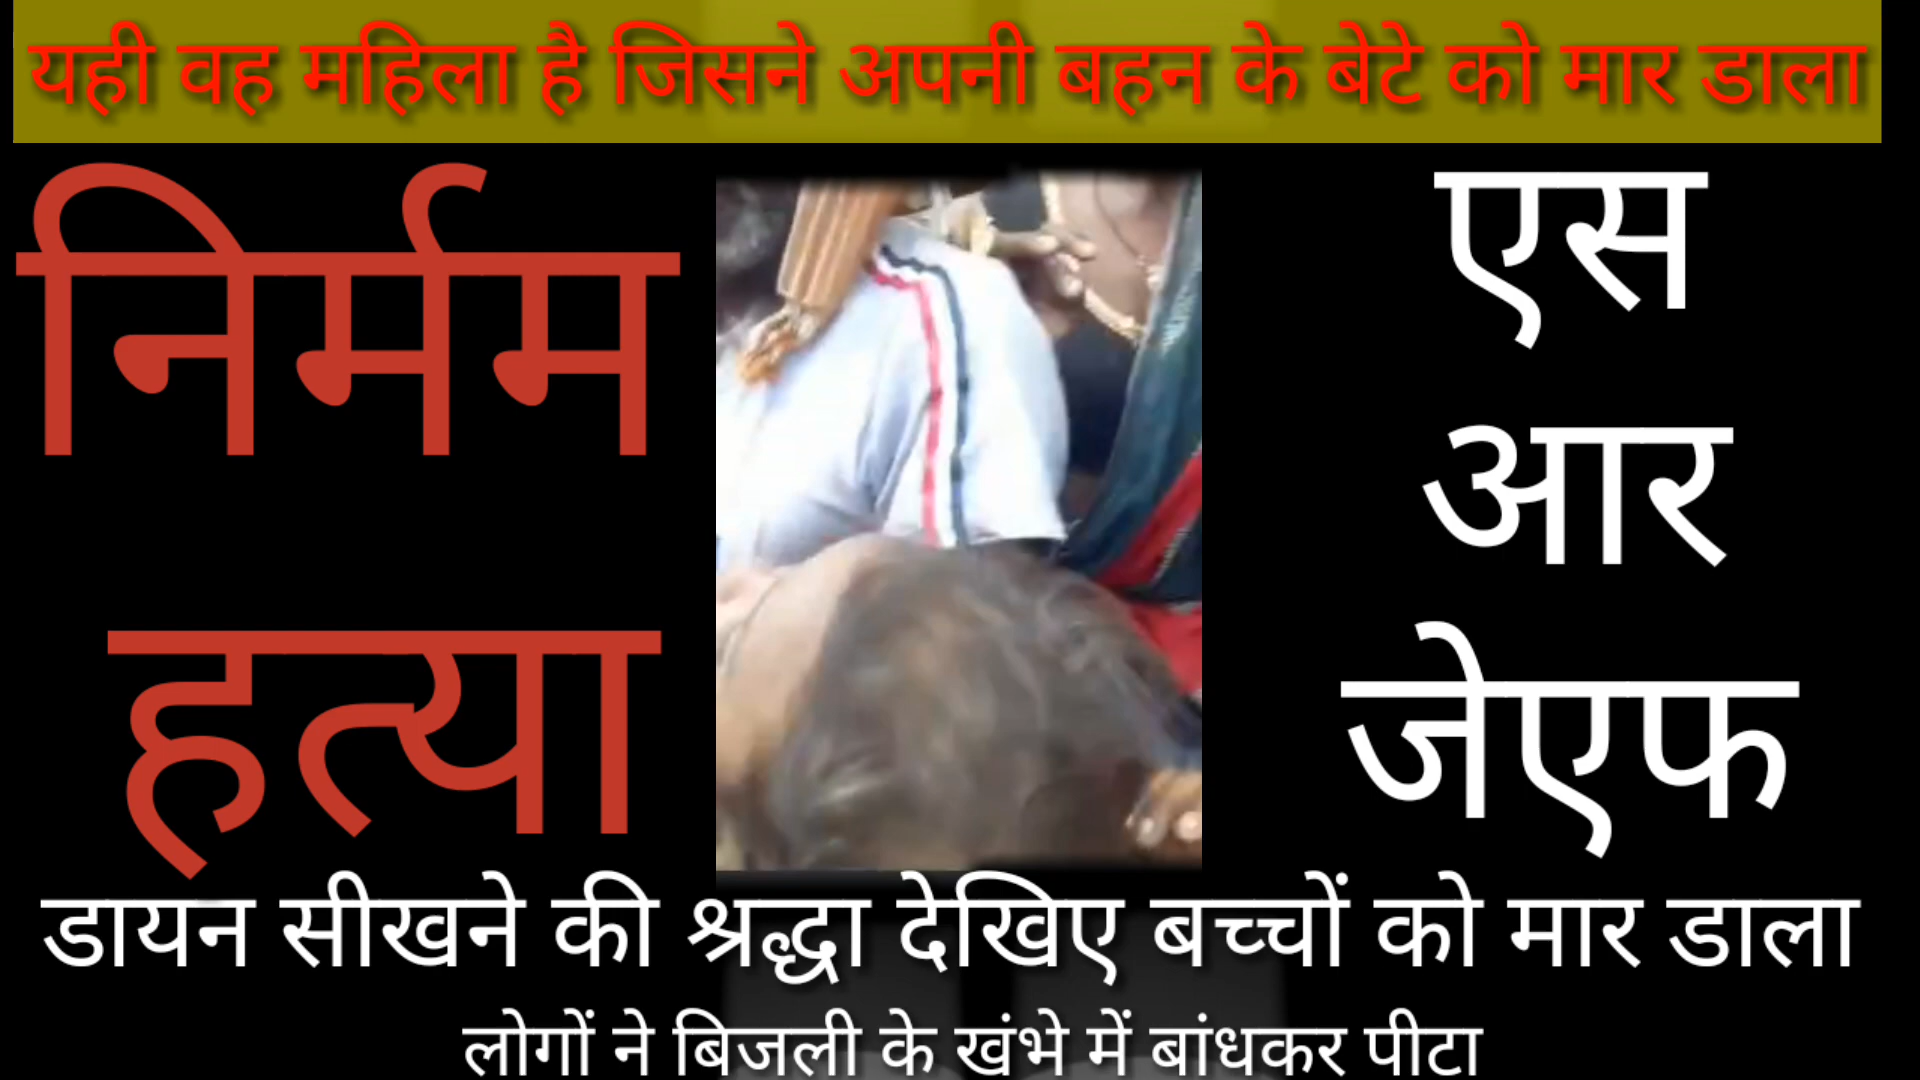 यही वह महिला है जिसने अपनी बहन के बेटे को मार डाला
निर्मम
हत्या
एस
आर
जेएफ
डायन सीखने की श्रद्धा देखिए बच्चों को मार डाला
लोगों ने बिजली के खंभे में बांधकर पीटा